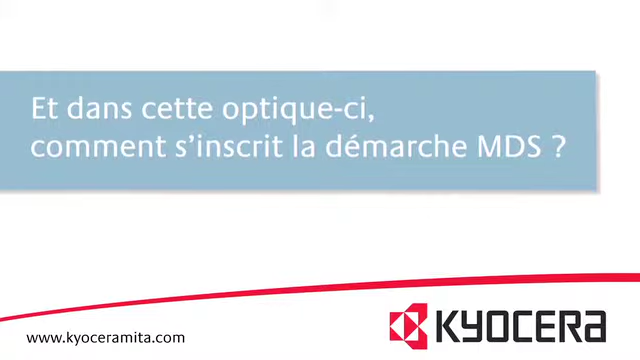 Et dans cette optique-ci,
comment s'inscrit la démarche MDS ?
www.kyoceramita.com
KYOCERA